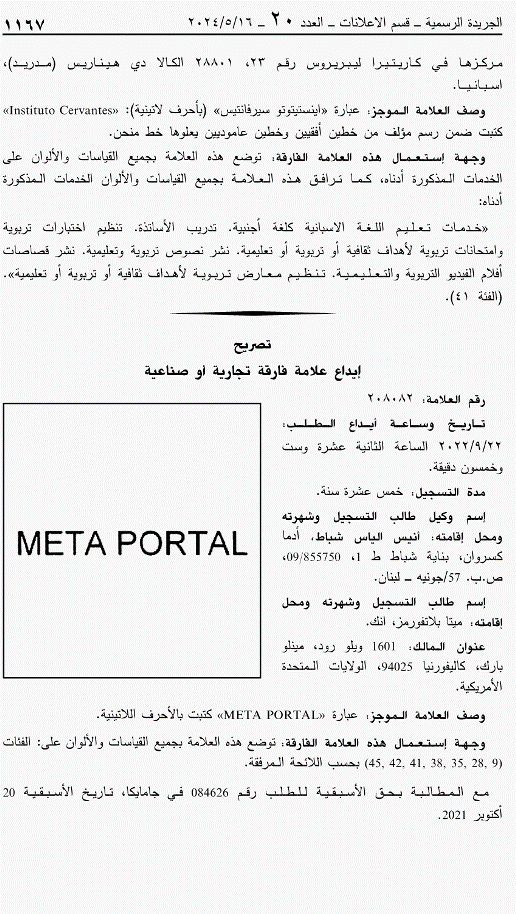 الجريدة الرسمية ــ قسم الاعلانات ــ العدد ٢٠ ــ ٢٠٢٤/٥/١٦
١١٦٧
مركزها في كاريتيرا ليبريروس رقم ٢٣، ٢٨٨٠١ الكالا دي هيناريس (مدريد)،
اسبانيا.
وصف العلامة الموجز: عبارة «اينستيتوتو سيرفانتيس» (بأحرف لاتينية): «Instituto Cervantes»
كتبت ضمن رسم مؤلف من خطين أفقيين وخطين عاموديين يعلوها خط منحن.
وجهة إستعمال هذه العلامة الفارقة: توضع هذه العلامة بجميع القياسات والألوان على
الخدمات المذكورة أدناه، كما ترافق هذه العلامة بجميع القياسات والألوان الخدمات المذكورة
أدناه:
«خدمات تعليم اللغة الاسبانية كلغة أجنبية. تدريب الأساتذة. تنظيم اختبارات تربوية
وامتحانات تربوية لأهداف ثقافية أو تربوية أو تعليمية. نشر نصوص تربوية وتعليمية. نشر قصاصات
أفلام الفيديو التربوية والتعليمية. تنظيم معارض تربوية لأهداف ثقافية أو تربوية أو تعليمية».
(الفئة ٤١).
تصريح
إيداع علامة فارقة تجارية أو صناعية
رقم العلامة: ٢٠٨٠٨٢
تاريخ وساعة أيداع الطلب:
٢٠٢٢/٩/٢٢ الساعة الثانية عشرة وست
وخمسون دقيقة.
مدة التسجيل: خمس عشرة سنة.
إسم وكيل طالب التسجيل وشهرته
ومحل إقامته: أنيس الياس شباط، أدما
كسروان، بناية شباط ط 1، 09/855750،
ص.ب. 57/جونيه ــ لبنان.
إسم طالب التسجيل وشهرته ومحل
إقامته: ميتا بلاتفورمز، انك.
عنوان المالك: 1601 ويلو رود، مينلو
بارك، كاليفورنيا 94025، الولايات المتحدة
الأمريكية.
META PORTAL
وصف العلامة الموجز: عبارة «META PORTAL» كتبت بالأحرف اللاتينية.
وجهة إستعمال هذه العلامة الفارقة: توضع هذه العلامة بجميع القياسات والألوان على: الفئات
(9 ,28 ,35 ,38 ,41 ,42 ,45) بحسب اللائحة المرفقة.
مع المطالبة بحق الأسبقية للطلب رقم 084626 في جامايكا، تاريخ الأسبقية 20
أكتوبر 2021.